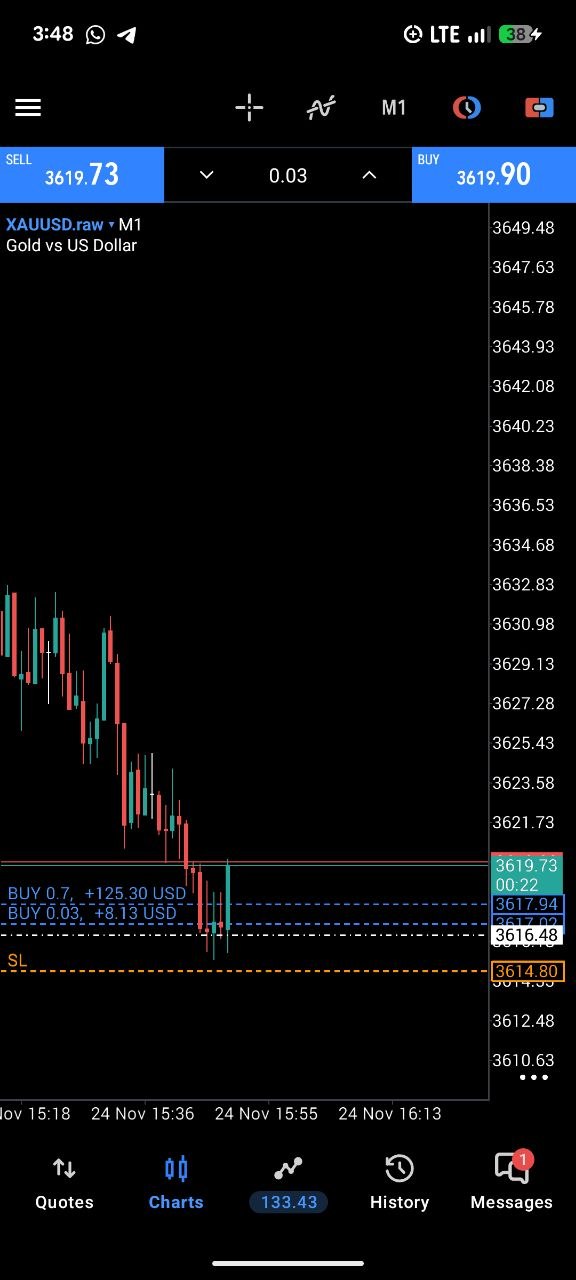 3:48 LTE 38
M1
SELL 3619.73 0.03 BUY 3619.90
XAUUSD.raw M1
Gold vs US Dollar
3649.48
3647.63
3645.78
3643.93
3642.08
3640.23
3638.38
3636.53
3634.68
3632.83
3630.98
3629.13
3627.28
3625.43
3623.58
3621.73
3619.73
00:22
BUY 0.7, +125.30 USD
3617.94
BUY 0.03, +8.13 USD
3617.02
3616.48
SL
3614.80
3612.48
3610.63
Nov 15:18 24 Nov 15:36 24 Nov 15:55 24 Nov 16:13
1
Quotes Charts 133.43 History Messages